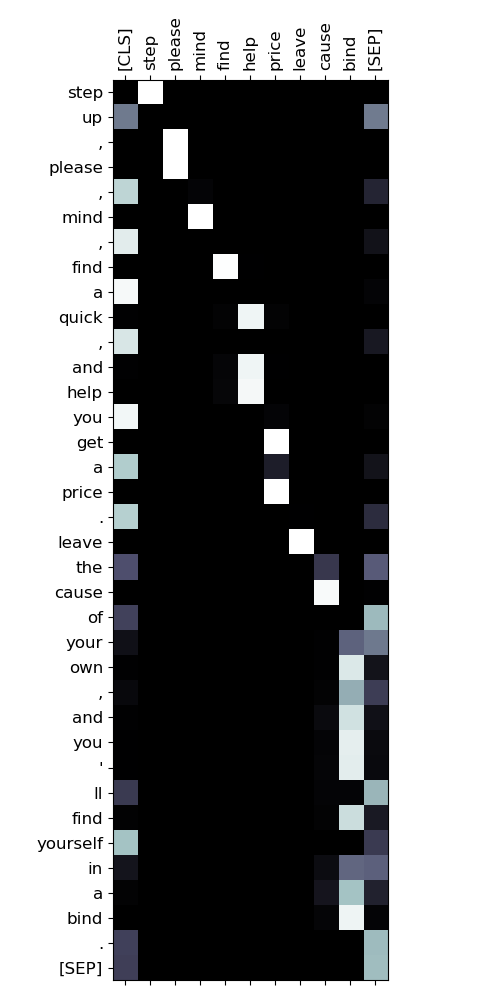 [CLS] step please mind find help price leave cause bind [SEP]
step
up
,
please
,
mind
,
find
a
quick
,
and
help
you
get
a
price
.
leave
the
cause
of
your
own
,
and
you
'
ll
find
yourself
in
a
bind
.
[SEP]